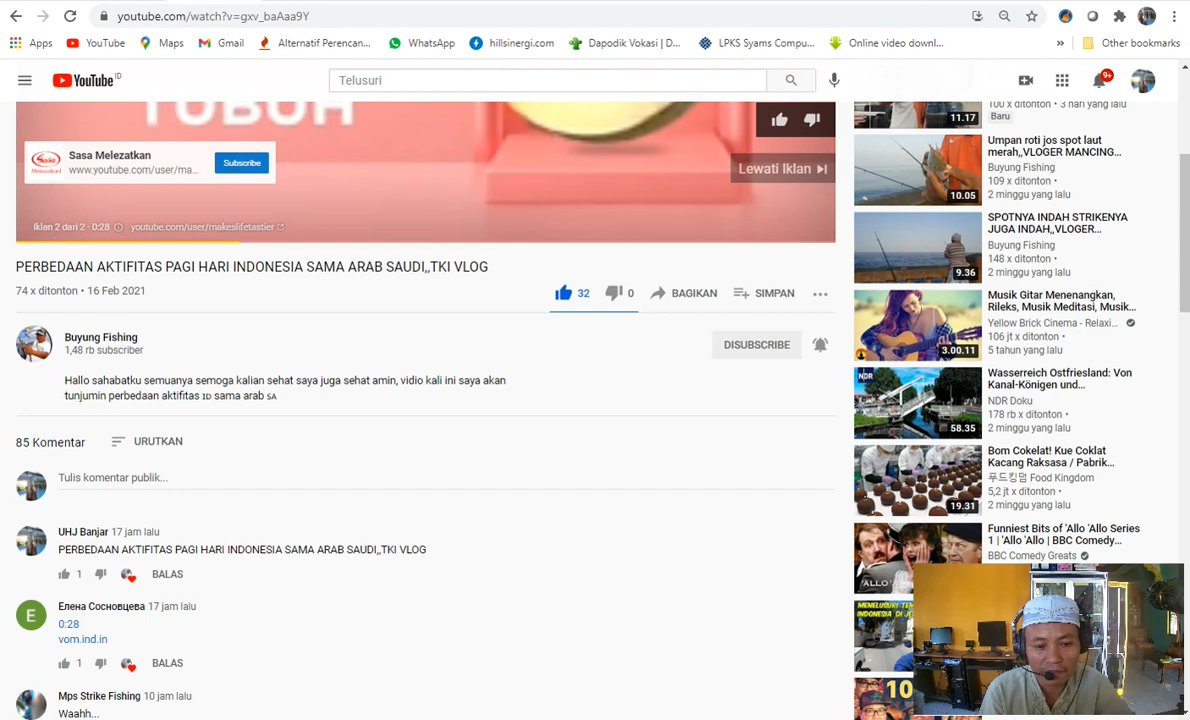 youtube.com/watch?v=gxv_baAaa9Y
Apps
YouTube
Maps
Gmail
Alternatif Perencan...
WhatsApp
hillsinergi.com
Dapodik Vokasi | D...
LPKS Syams Compu...
Online video downl...
»
Other bookmarks
YouTube ID
Telusuri
9+
TUBUH
Sasa
Sasa Melezatkan
www.youtube.com/user/ma...
Subscribe
Lewati Iklan
Iklan 2 dari 2 · 0:28
youtube.com/user/makeslifetastier
PERBEDAAN AKTIFITAS PAGI HARI INDONESIA SAMA ARAB SAUDI,,TKI VLOG
74 x ditonton • 16 Feb 2021
32
0
BAGIKAN
SIMPAN
Buyung Fishing
1,48 rb subscriber
DISUBSCRIBE
Hallo sahabatku semuanya semoga kalian sehat saya juga sehat amin, vidio kali ini saya akan
tunjumin perbedaan aktifitas ID sama arab SA
85 Komentar
URUTKAN
Tulis komentar publik...
UHJ Banjar 17 jam lalu
PERBEDAAN AKTIFITAS PAGI HARI INDONESIA SAMA ARAB SAUDI,,TKI VLOG
1
BALAS
E
Елена Сосновцева 17 jam lalu
0:28
vom.ind.in
1
BALAS
Mps Strike Fishing 10 jam lalu
Waahh...
100 x ditonton • 3 hari yang lalu
Baru
11.17
Umpan roti jos spot laut
merah,,VLOGER MANCING...
Buyung Fishing
109 x ditonton •
2 minggu yang lalu
10.05
SPOTNYA INDAH STRIKENYA
JUGA INDAH,,VLOGER...
Buyung Fishing
148 x ditonton •
2 minggu yang lalu
9.36
Musik Gitar Menenangkan,
Rileks, Musik Meditasi, Musik...
Yellow Brick Cinema - Relaxi...
106 jt x ditonton •
5 tahun yang lalu
3.00.11
NDR
Wasserreich Ostfriesland: Von
Kanal-Königen und...
NDR Doku
178 rb x ditonton •
2 minggu yang lalu
58.35
Bom Cokelat! Kue Coklat
Kacang Raksasa / Pabrik...
푸드킹덤 Food Kingdom
5,2 jt x ditonton •
2 minggu yang lalu
19.31
Funniest Bits of 'Allo 'Allo Series
1 | 'Allo 'Allo | BBC Comedy...
BBC Comedy Greats
'ALLO
MENELUSURI
INDONESIA DI
10